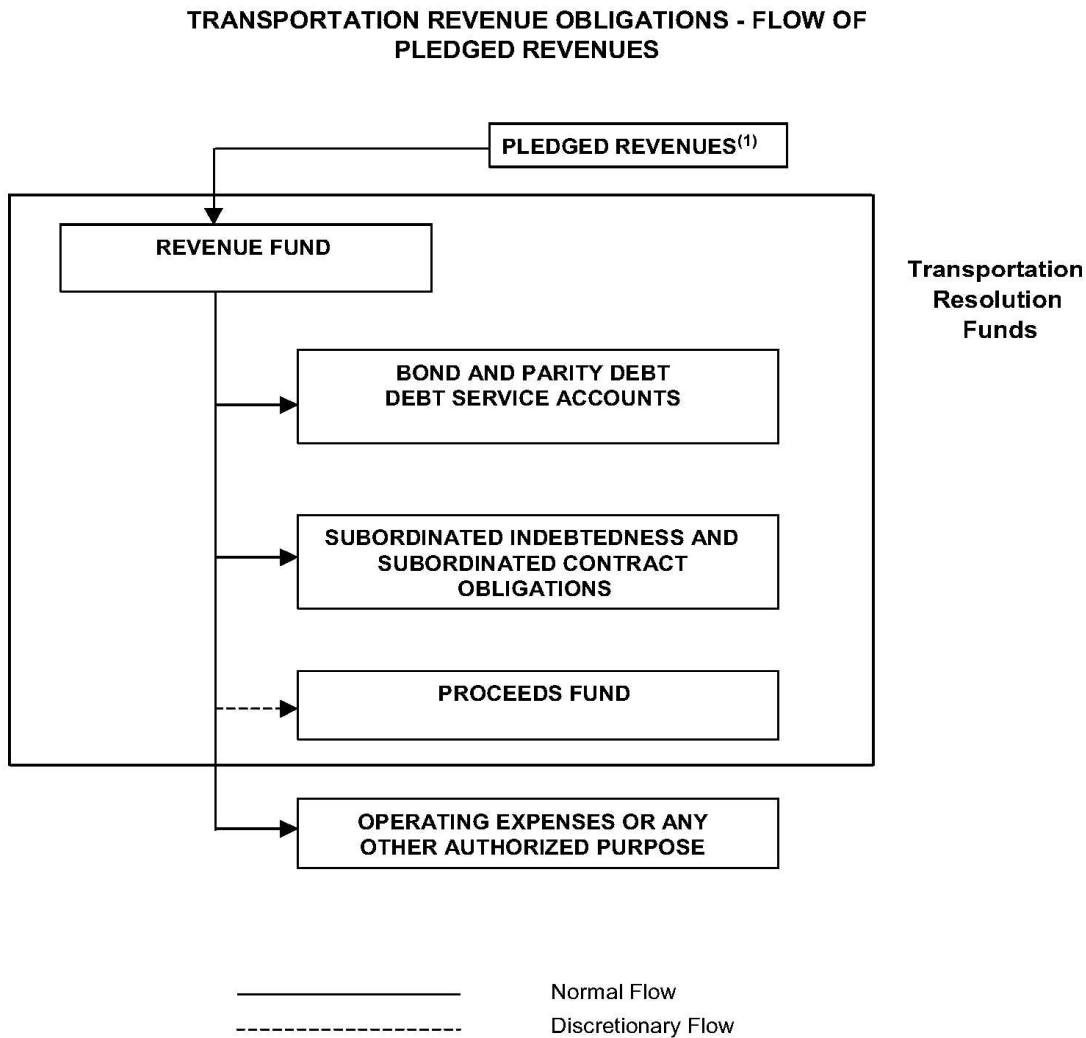 TRANSPORTATION REVENUE OBLIGATIONS - FLOW OF
PLEDGED REVENUES
PLEDGED REVENUES(1)
REVENUE FUND
Transportation
Resolution
Funds
BOND AND PARITY DEBT
DEBT SERVICE ACCOUNTS
SUBORDINATED INDEBTEDNESS AND
SUBORDINATED CONTRACT
OBLIGATIONS
PROCEEDS FUND
OPERATING EXPENSES OR ANY
OTHER AUTHORIZED PURPOSE
Normal Flow
Discretionary Flow